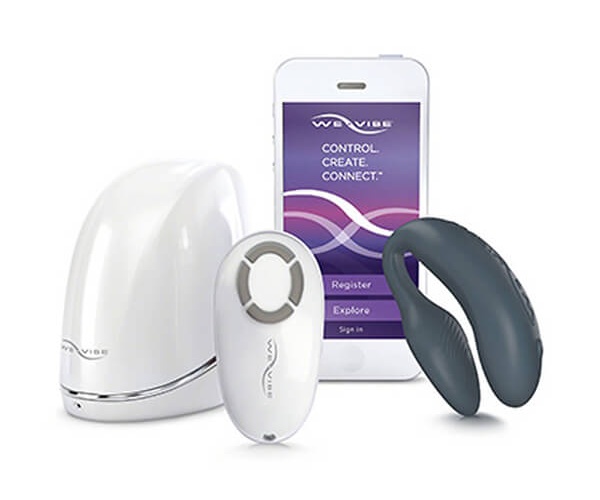 WE-VIBE
CONTROL.
CREATE.
CONNECT.™
Register
Explore
Sign in
WE-VIBE
WE-VIBE